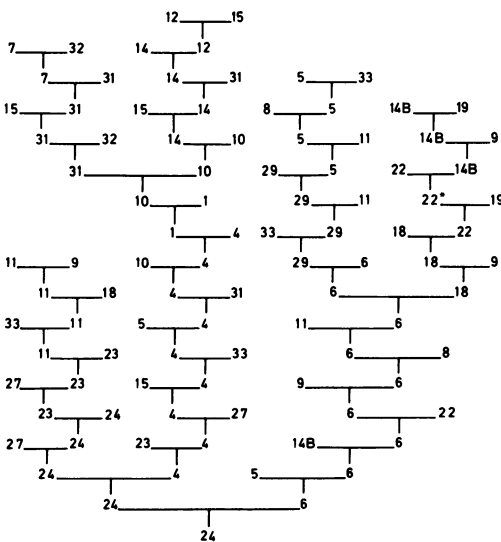 12 15
7 32 14 12
7 31 14 31 5 33
15 31 15 14 8 5 14B 19
31 32 14 10 5 11 14B 9
31 10 29 5 22 14B
10 1 29 11 22* 19
1 4 33 29 18 22
11 9 10 4 29 6 18 9
11 18 4 31 6 18
33 11 5 4 11 6
11 23 4 33 6 8
27 23 15 4 9 6
23 24 4 27 6 22
27 24 23 4 14B 6
24 4 5 6
24 6
24